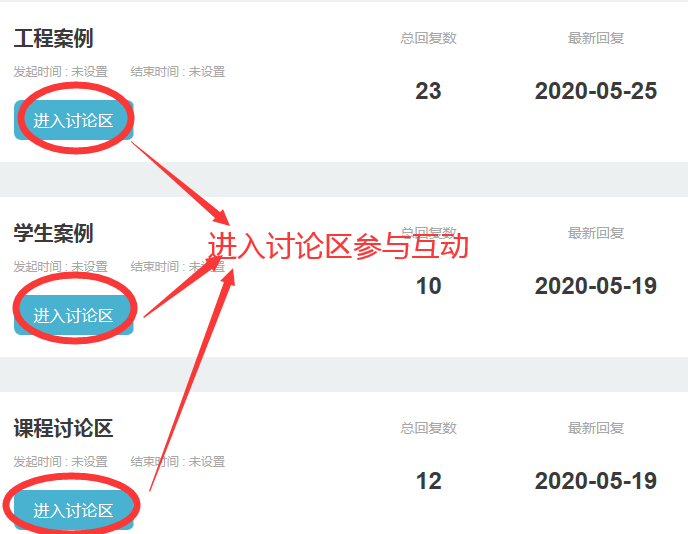 工程案例
总回复数
最新回复
发起时间 : 未设置
结束时间 : 未设置
23
2020-05-25
进入讨论区
学生案例
总回复数
最新回复
进入讨论区参与互动
发起时间 : 未设置
结束时间 : 未设置
10
2020-05-19
进入讨论区
课程讨论区
总回复数
最新回复
发起时间 : 未设置
结束时间 : 未设置
12
2020-05-19
进入讨论区